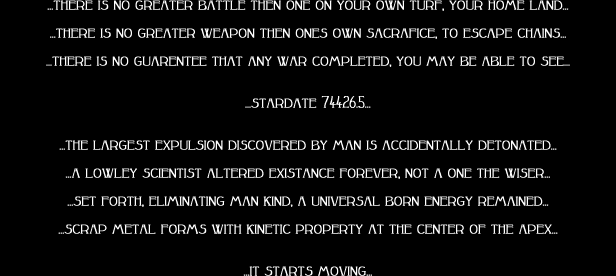 ...THERE IS NO GREATER BATTLE THEN ONE ON YOUR OWN TURF, YOUR HOME LAND...
...THERE IS NO GREATER WEAPON THEN ONES OWN SACRAFICE, TO ESCAPE CHAINS...
...THERE IS NO GUARENTEE THAT ANY WAR COMPLETED, YOU MAY BE ABLE TO SEE...
...STARDATE 74426.5...
...THE LARGEST EXPULSION DISCOVERED BY MAN IS ACCIDENTALLY DETONATED...
...A LOWLEY SCIENTIST ALTERED EXISTANCE FOREVER, NOT A ONE THE WISER...
...SET FORTH, ELIMINATING MAN KIND, A UNIVERSAL BORN ENERGY REMAINED...
...SCRAP METAL FORMS WITH KINETIC PROPERTY AT THE CENTER OF THE APEX...
...IT STARTS MOVING...